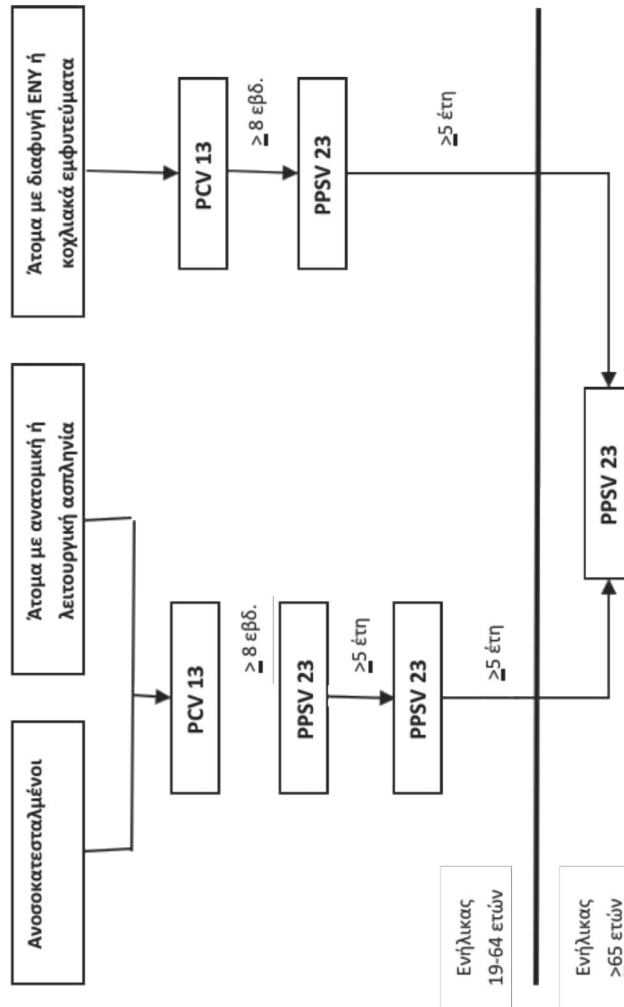 Ανοσοκατεσταλμένοι
Άτομα με ανατομική ή
λειτουργική ασπληνία
Άτομα με διαφυγή ΕΝΥ ή
κοχλιακά εμφυτεύματα
PCV 13
≥ 8 εβδ.
PPSV 23
≥5 έτη
PPSV 23
≥5 έτη
PCV 13
≥ 8 εβδ.
PPSV 23
≥5 έτη
Ενήλικας
19-64 ετών
Ενήλικας
>65 ετών
PPSV 23